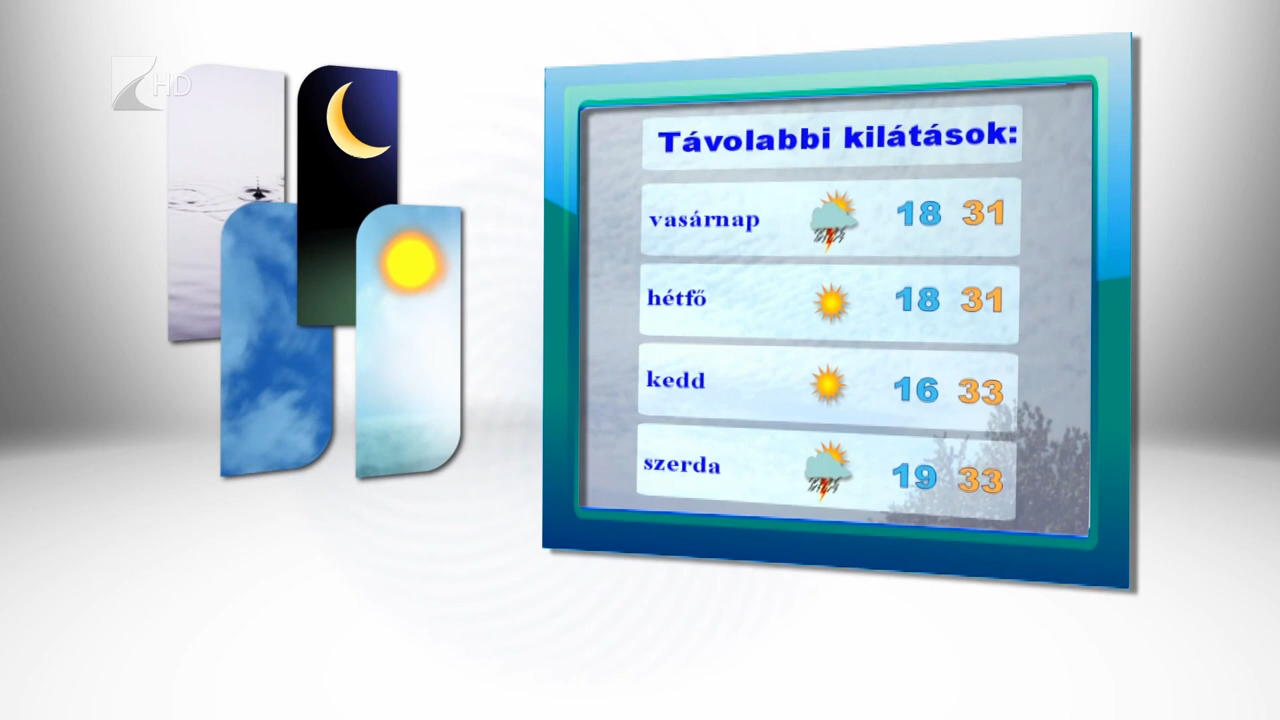 HD
Távolabbi kilátások:
vasárnap 18 31
hétfő 18 31
kedd 16 33
szerda 19 33